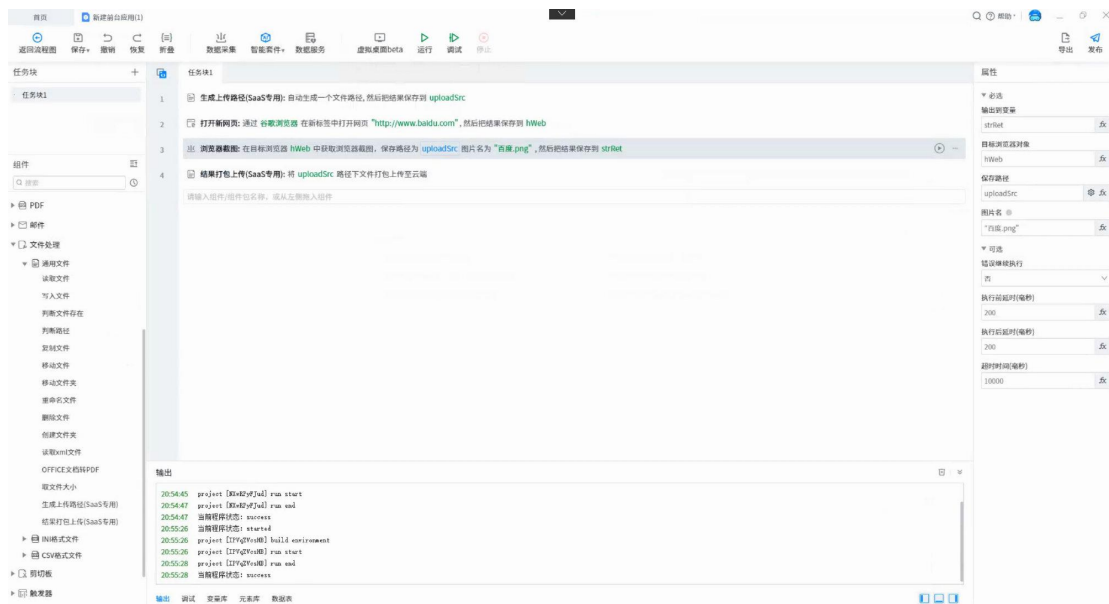 首页
新建前台应用(1)
帮助
返回流程图
保存
撤销
恢复
折叠
数据采集
智能套件
数据服务
虚拟桌面beta
运行
调试
停止
导出
发布
任务块
任务块1
组件
搜索
PDF
邮件
文件处理
通用文件
读取文件
写入文件
判断文件存在
判断路径
复制文件
移动文件
移动文件夹
重命名文件
删除文件
创建文件夹
读取xml文件
OFFICE文档转PDF
取文件大小
生成上传路径(SaaS专用)
结果打包上传(SaaS专用)
INI格式文件
CSV格式文件
剪切板
触发器
任务块1
1 生成上传路径(SaaS专用): 自动生成一个文件路径, 然后把结果保存到 uploadSrc
2 打开新网页: 通过 谷歌浏览器 在新标签中打开网页 "http://www.baidu.com" , 然后把结果保存到 hWeb
3 浏览器截图: 在目标浏览器 hWeb 中获取浏览器截图，保存路径为 uploadSrc 图片名为 "百度.png" , 然后把结果保存到 strRet
4 结果打包上传(SaaS专用): 将 uploadSrc 路径下文件打包上传至云端
请输入组件/组件包名称，或从左侧拖入组件
输出
20:54:45 run start
20:54:47 run end
20:54:47 当前程序状态: success
20:55:26 当前程序状态: started
20:55:26 build environment
20:55:26 run start
20:55:28 run end
20:55:28 当前程序状态: success
输出
调试
变量库
元素库
数据表
属性
必选
输出到变量
strRet
fx
目标浏览器对象
hWeb
fx
保存路径
uploadSrc
fx
图片名
"百度.png"
fx
可选
错误继续执行
否
执行前延时(毫秒)
200
fx
执行后延时(毫秒)
200
fx
超时时间(毫秒)
10000
fx